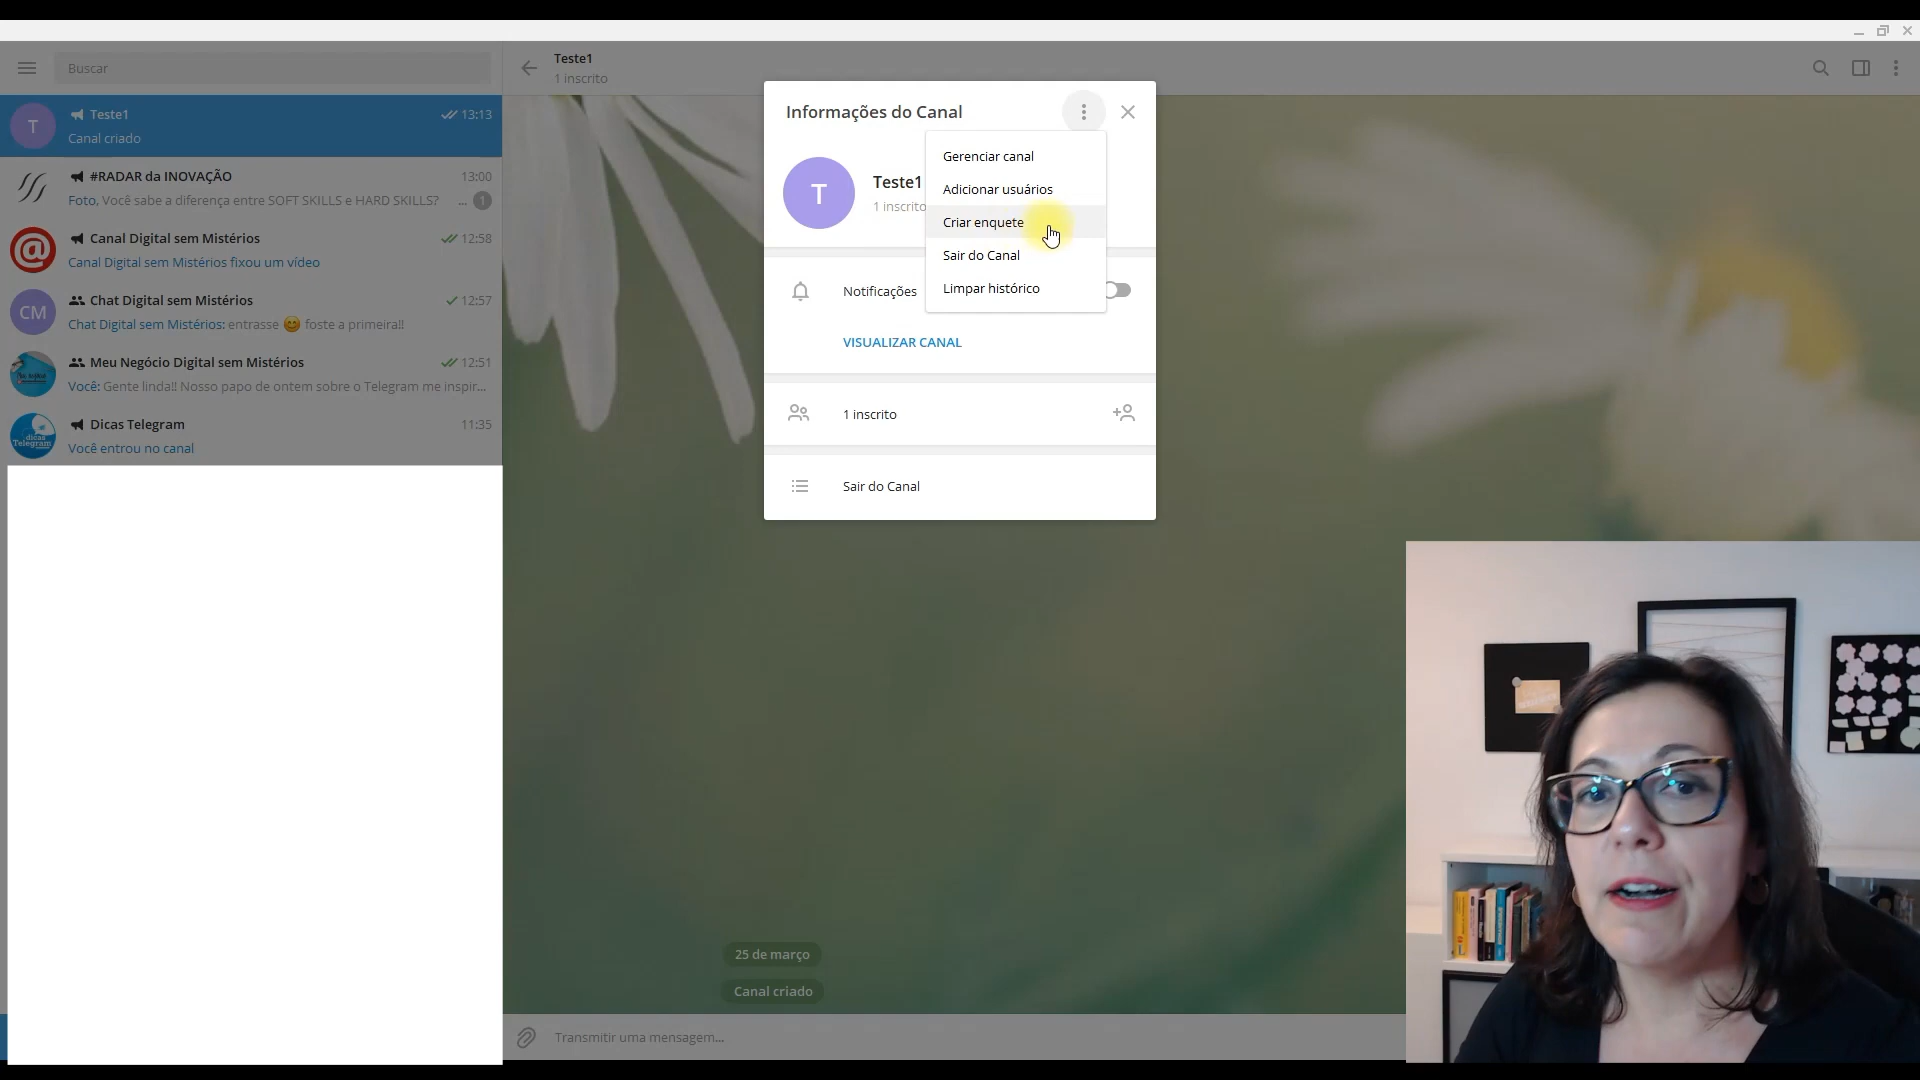 Buscar
Teste1
1 inscrito
Teste1
13:13
Canal criado
#RADAR da INOVAÇÃO
13:00
Foto, Você sabe a diferença entre SOFT SKILLS e HARD SKILLS? ...
1
Canal Digital sem Mistérios
12:58
Canal Digital sem Mistérios fixou um vídeo
CM
Chat Digital sem Mistérios
12:57
Chat Digital sem Mistérios: entrasse 😊 foste a primeira!!
Meu Negócio Digital sem Mistérios
12:51
Você: Gente linda!! Nosso papo de ontem sobre o Telegram me inspir...
dicas
Telegram
Dicas Telegram
11:35
Você entrou no canal
T
Informações do Canal
T
Teste1
1 inscrito
Gerenciar canal
Adicionar usuários
Criar enquete
Sair do Canal
Limpar histórico
Notificações
VISUALIZAR CANAL
1 inscrito
Sair do Canal
25 de março
Canal criado
Transmitir uma mensagem...